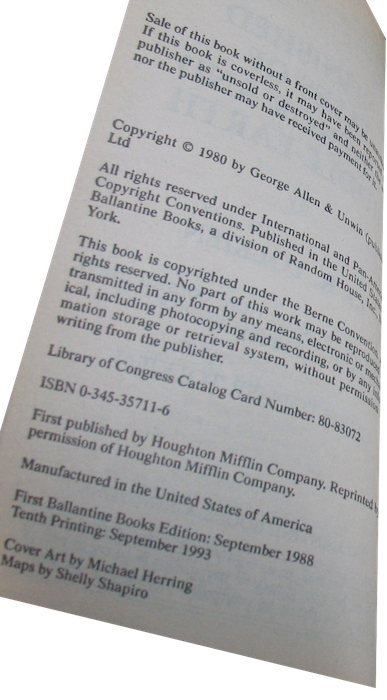 Sale of this book without a front cover may be
If this book is coverless, it may have been
publisher as "unsold or destroyed" and neither
nor the publisher may have received payment for it.
Copyright © 1980 by George Allen & Unwin
Ltd
All rights reserved under International and
Copyright Conventions. Published in the United
Ballantine Books, a division of Random House, Inc.,
York.
This book is copyrighted under the Berne Convention.
rights reserved. No part of this work may be
transmitted in any form by any means, electronic or
ical, including photocopying and recording, or by any
mation storage or retrieval system, without
writing from the publisher.
Library of Congress Catalog Card Number: 80-83072
ISBN 0-345-35711-6
First published by Houghton Mifflin Company. Reprinted by
permission of Houghton Mifflin Company.
Manufactured in the United States of America
First Ballantine Books Edition: September 1988
Tenth Printing: September 1993
Cover Art by Michael Herring
Maps by Shelly Shapiro